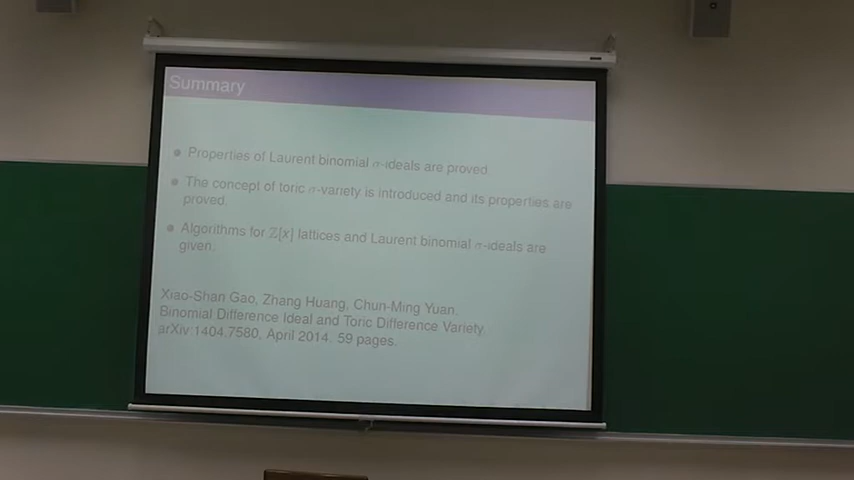 Summary
Properties of Laurent binomial σ-ideals are proved.
The concept of toric σ-variety is introduced and its properties are
proved.
Algorithms for ℤ[x] lattices and Laurent binomial σ-ideals are
given.
Xiao-Shan Gao, Zhang Huang, Chun-Ming Yuan.
Binomial Difference Ideal and Toric Difference Variety.
arXiv:1404.7580, April 2014. 59 pages.